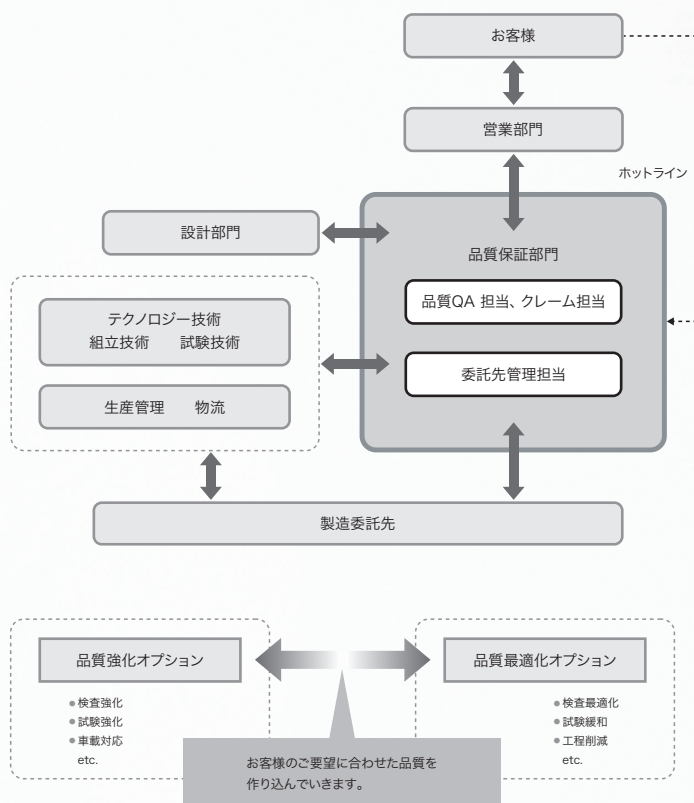 お客様
営業部門
ホットライン
設計部門
品質保証部門
品質QA 担当、クレーム担当
テクノロジー技術
組立技術　試験技術
委託先管理担当
生産管理　物流
製造委託先
品質強化オプション
品質最適化オプション
●検査強化
●試験強化
●車載対応
etc.
●検査最適化
●試験緩和
●工程削減
etc.
お客様のご要望に合わせた品質を
作り込んでいきます。